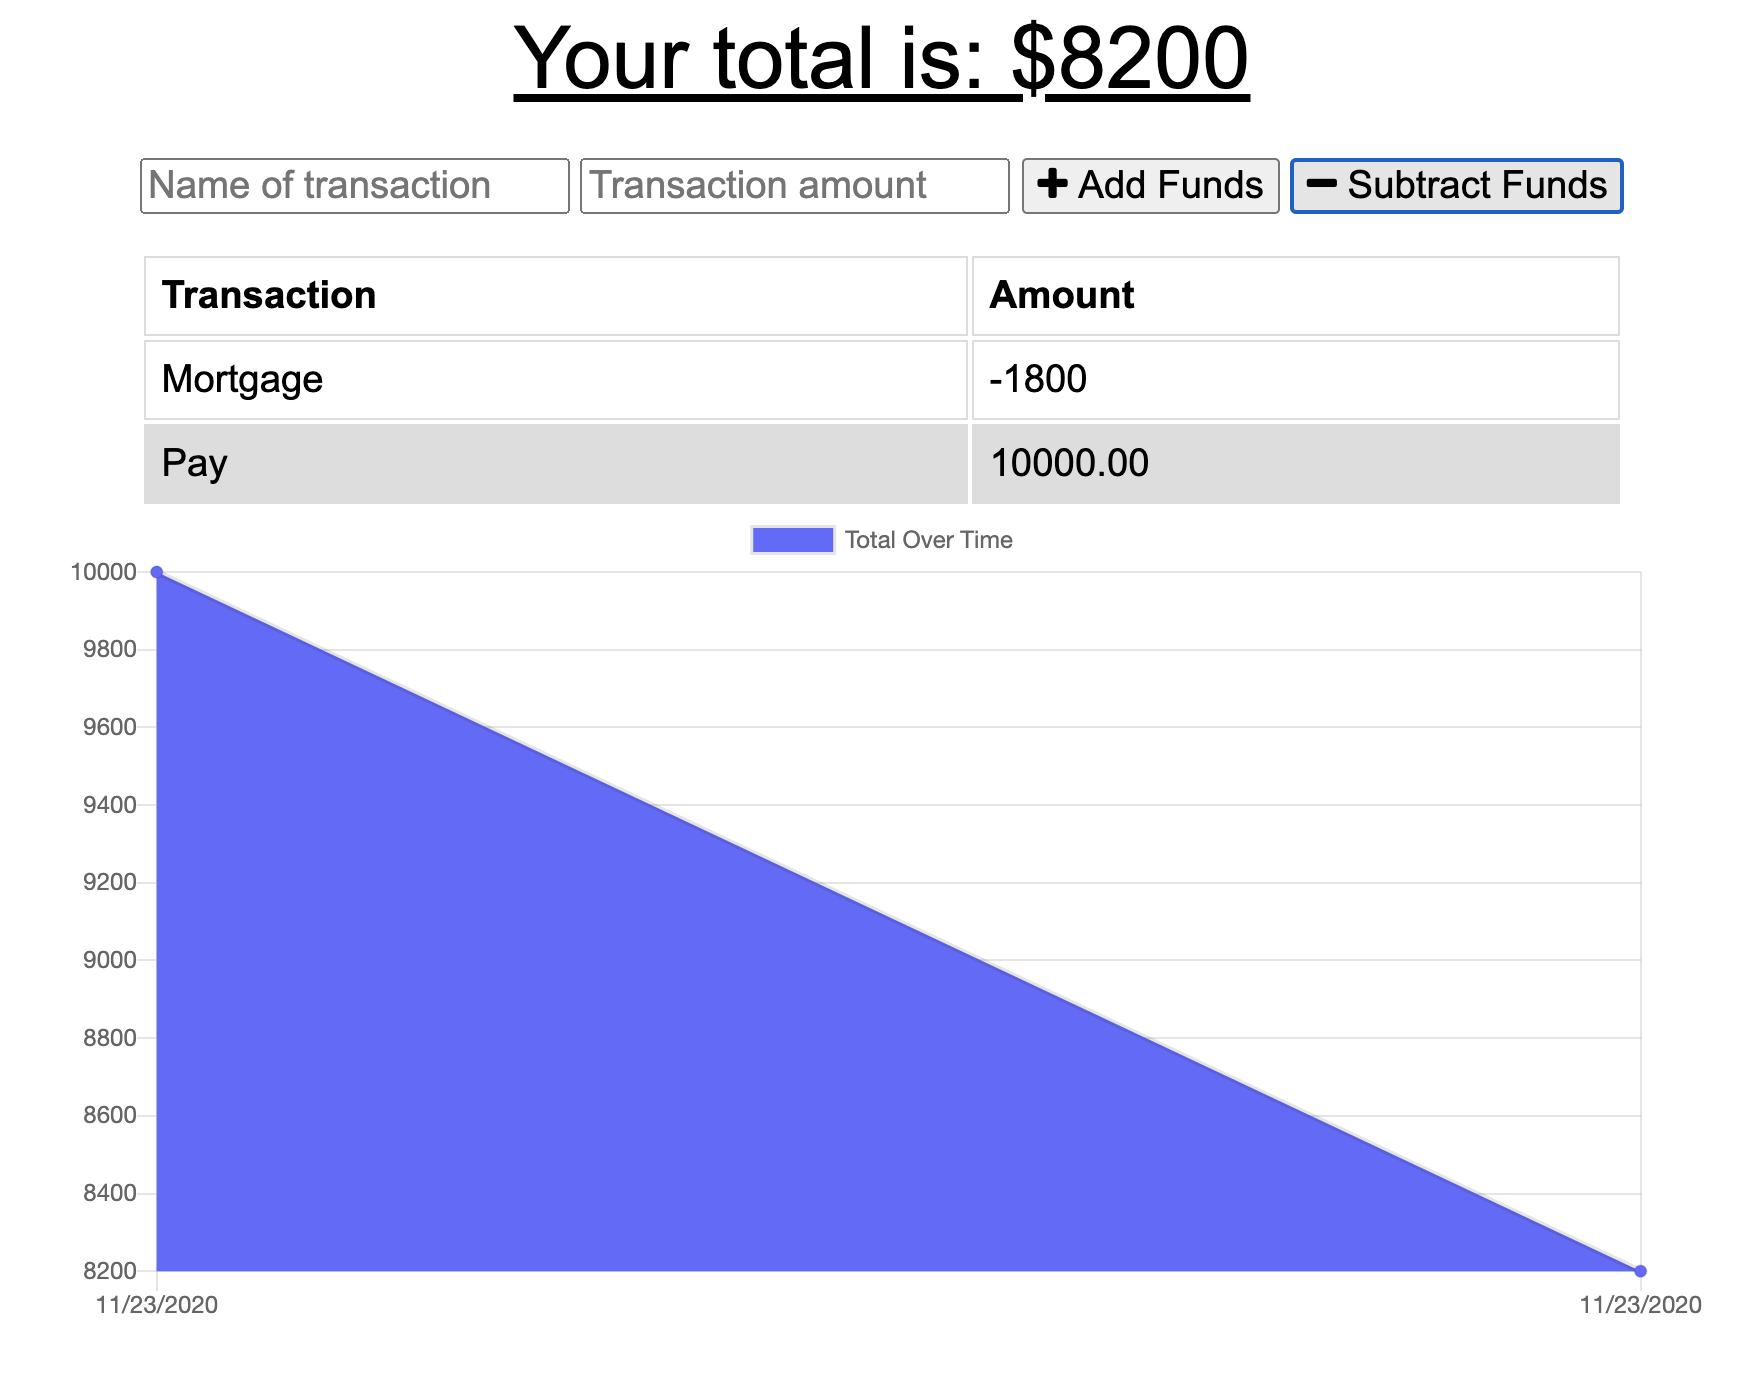 Your total is: $8200
Name of transaction Transaction amount Add Funds Subtract Funds
Transaction Amount
Mortgage -1800
Pay 10000.00
Total Over Time
10000
9800
9600
9400
9200
9000
8800
8600
8400
8200
11/23/2020 11/23/2020